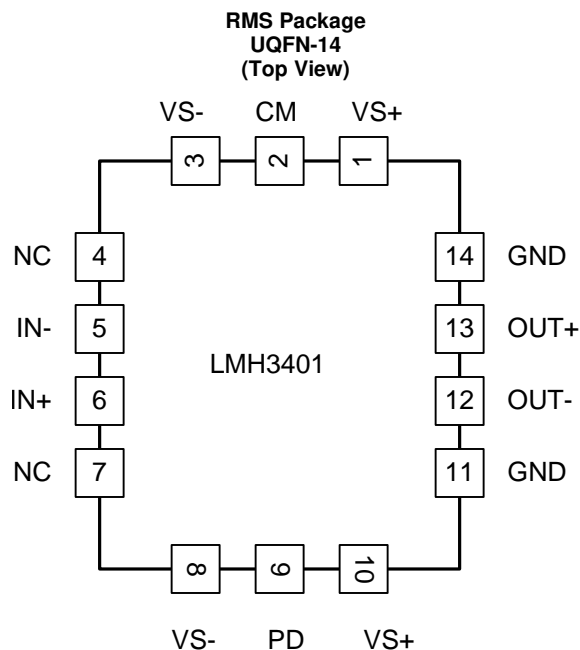 RMS Package
UQFN-14
(Top View)
VS- CM VS+
3 2 1
NC 4 14 GND
IN- 5 13 OUT+
LMH3401
IN+ 6 12 OUT-
NC 7 11 GND
8 9 10
VS- PD VS+